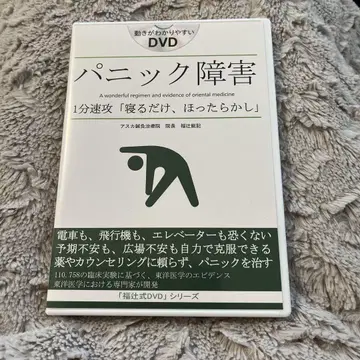 動きがわかりやすい
DVD
パニック障害
A wonderful regimen and evidence of oriental medicine
1分速攻「寝るだけ、ほったらかし」
アスカ鍼灸治療院 院長 福辻鋭記
電車も、飛行機も、エレベーターも恐くない
予期不安も、広場不安も自力で克服できる
薬やカウンセリングに頼らず、パニックを治す
110,758の臨床実験に基づく、東洋医学のエビデンス
東洋医学における専門家が開発
「福辻式DVD」シリーズ